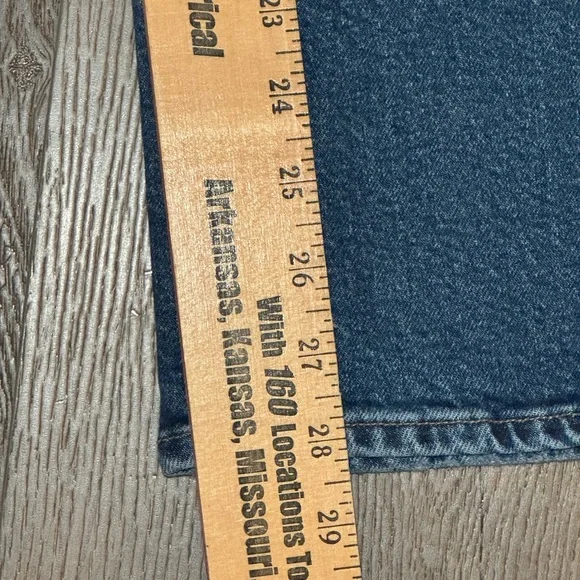 rical
With 160 Locations To
Arkansas, Kansas, Missouri
23
24
25
26
27
28
29